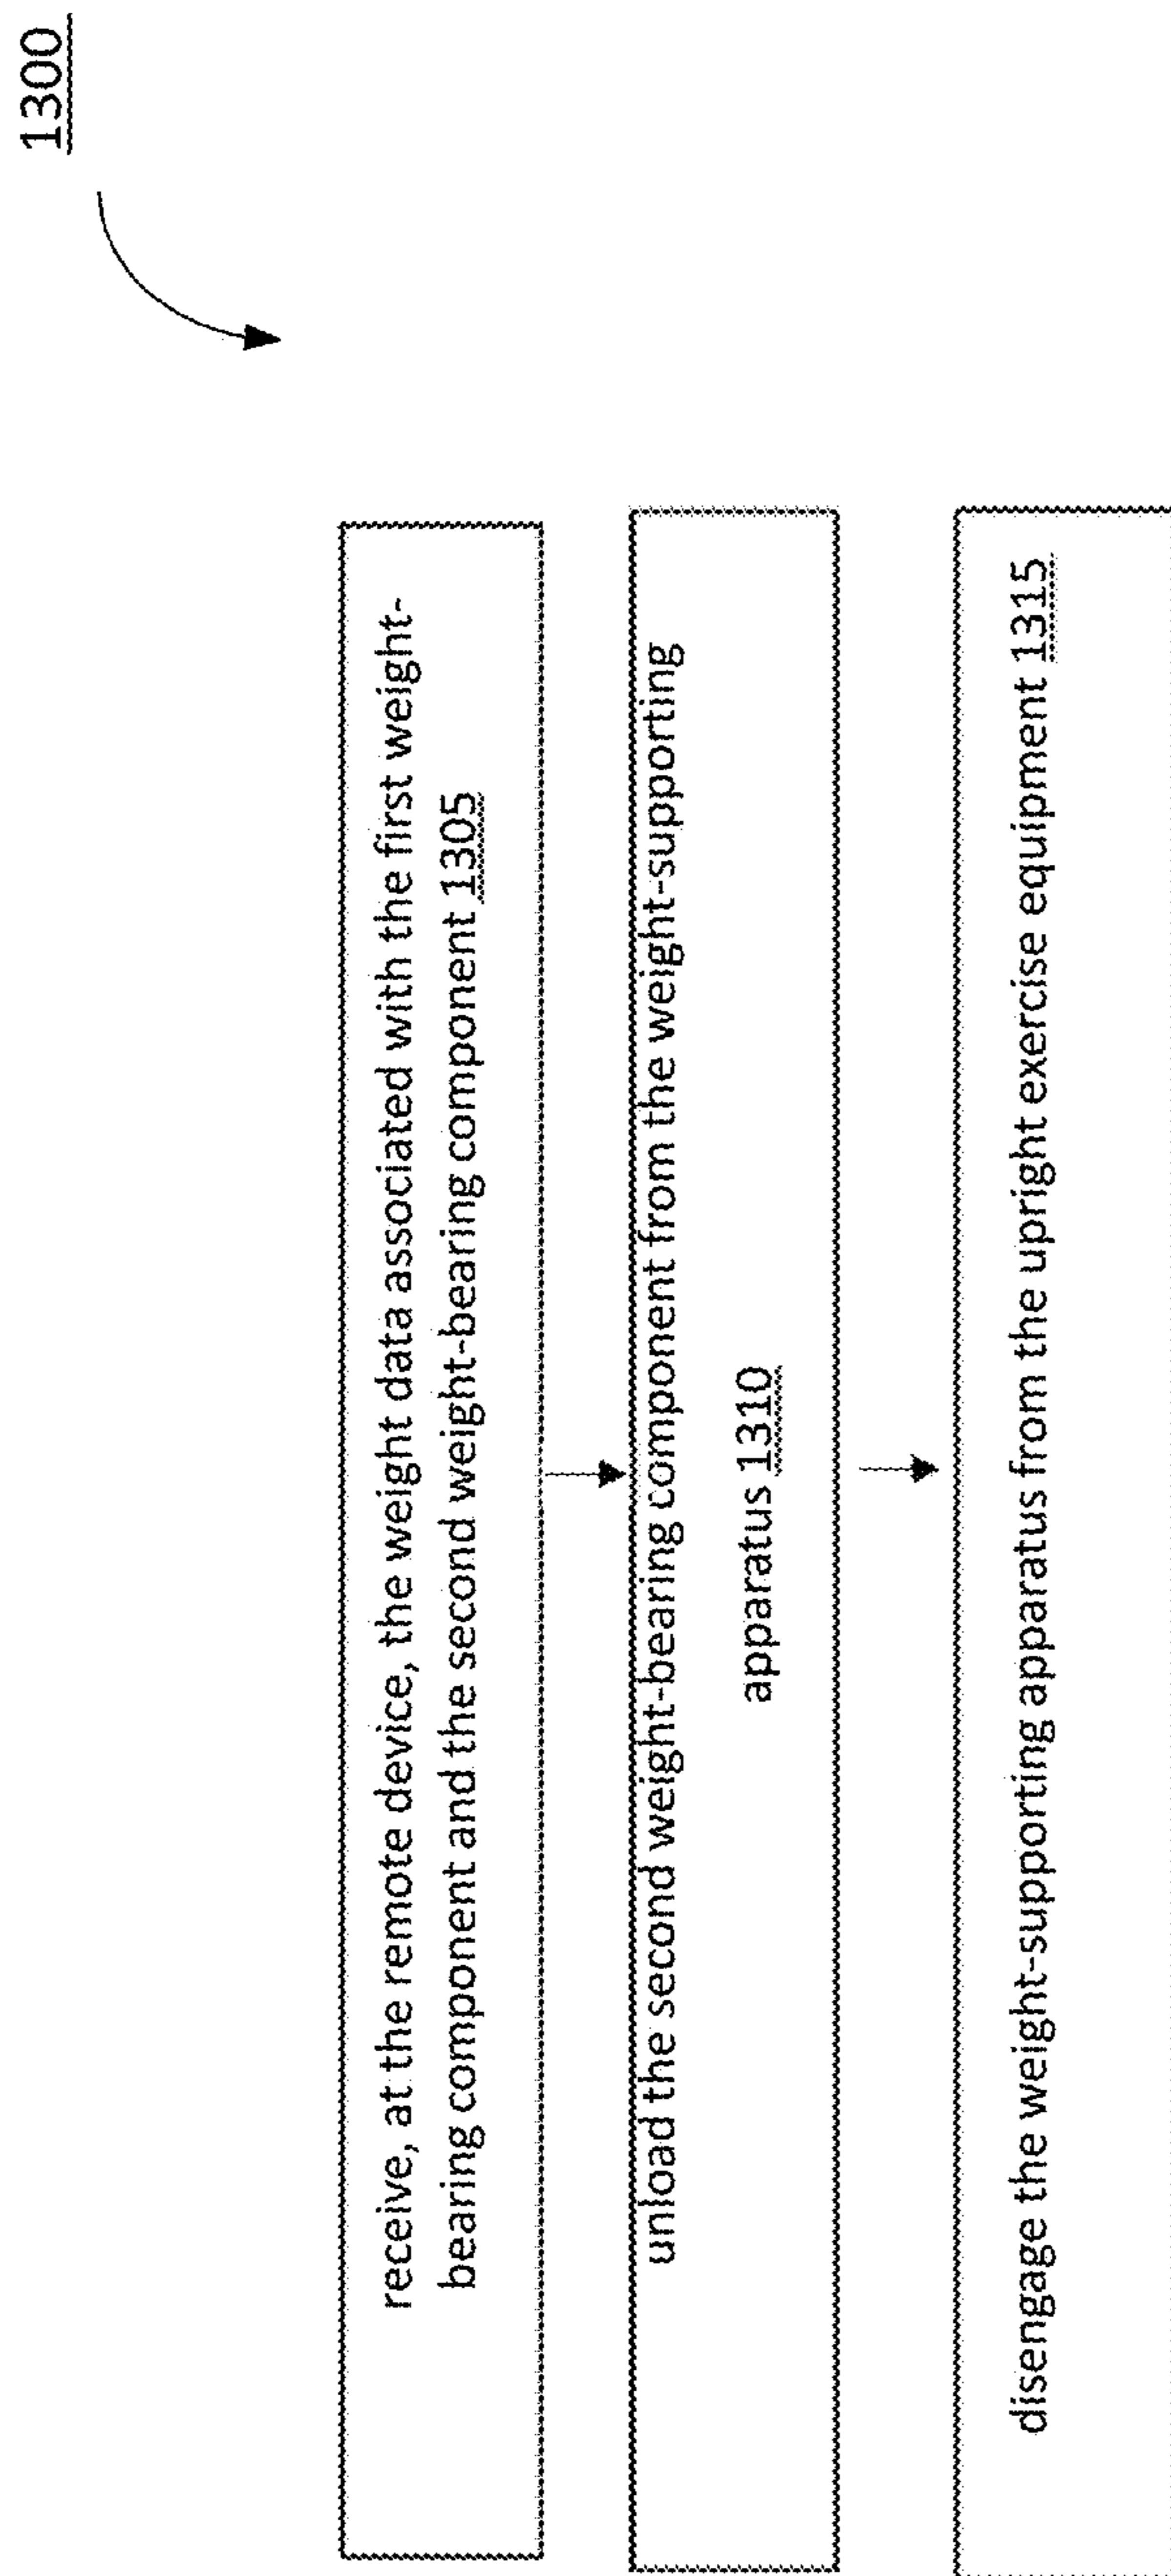 1300
receive, at the remote device, the weight data associated with the first weight-
bearing component and the second weight-bearing component 1305
unload the second weight-bearing component from the weight-supporting
apparatus 1310
disengage the weight-supporting apparatus from the upright exercise equipment 1315